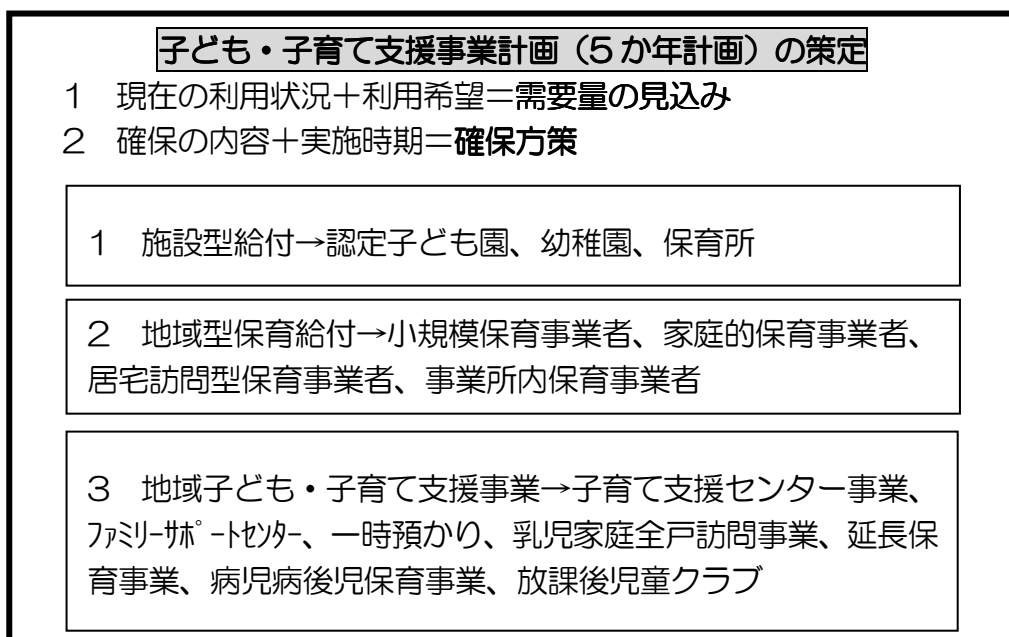 子ども・子育て支援事業計画（5か年計画）の策定
１　現在の利用状況＋利用希望＝需要量の見込み
２　確保の内容＋実施時期＝確保方策
１　施設型給付→認定子ども園、幼稚園、保育所
２　地域型保育給付→小規模保育事業者、家庭的保育事業者、
居宅訪問型保育事業者、事業所内保育事業者
３　地域子ども・子育て支援事業→子育て支援センター事業、
ﾌｧﾐﾘｰｻﾎﾟｰﾄｾﾝﾀｰ、一時預かり、乳児家庭全戸訪問事業、延長保
育事業、病児病後児保育事業、放課後児童クラブ